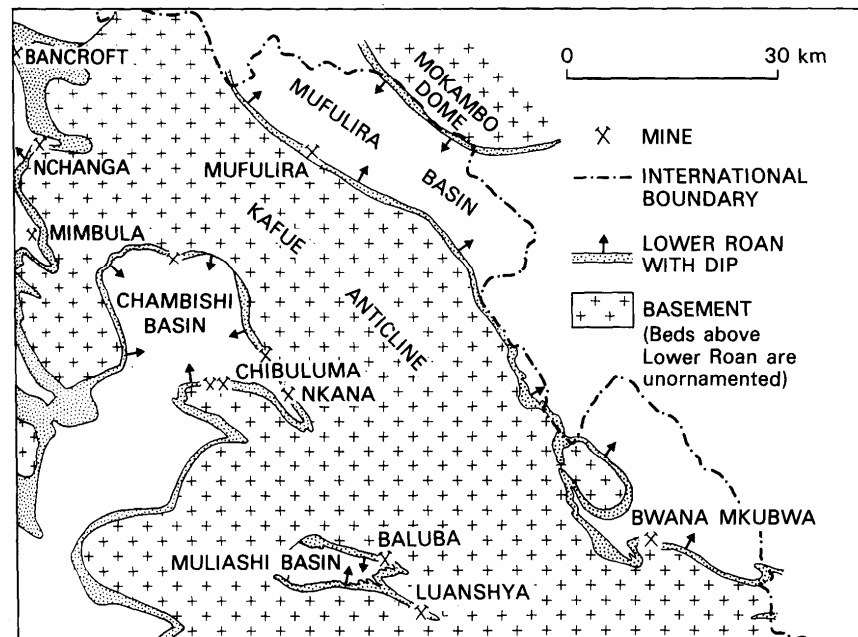 BANCROFT
NCHANGA
MIMBULA
MUFULIRA
KAFUE
ANTICLINE
MUFULIRA
BASIN
MOKAMBO
DOME
CHAMBISHI
BASIN
CHIBULUMA
NKANA
MULIASHI BASIN
BALUBA
LUANSHYA
BWANA MKUBWA
0 30 km
MINE
INTERNATIONAL
BOUNDARY
LOWER ROAN
WITH DIP
BASEMENT
(Beds above
Lower Roan are
unornamented)